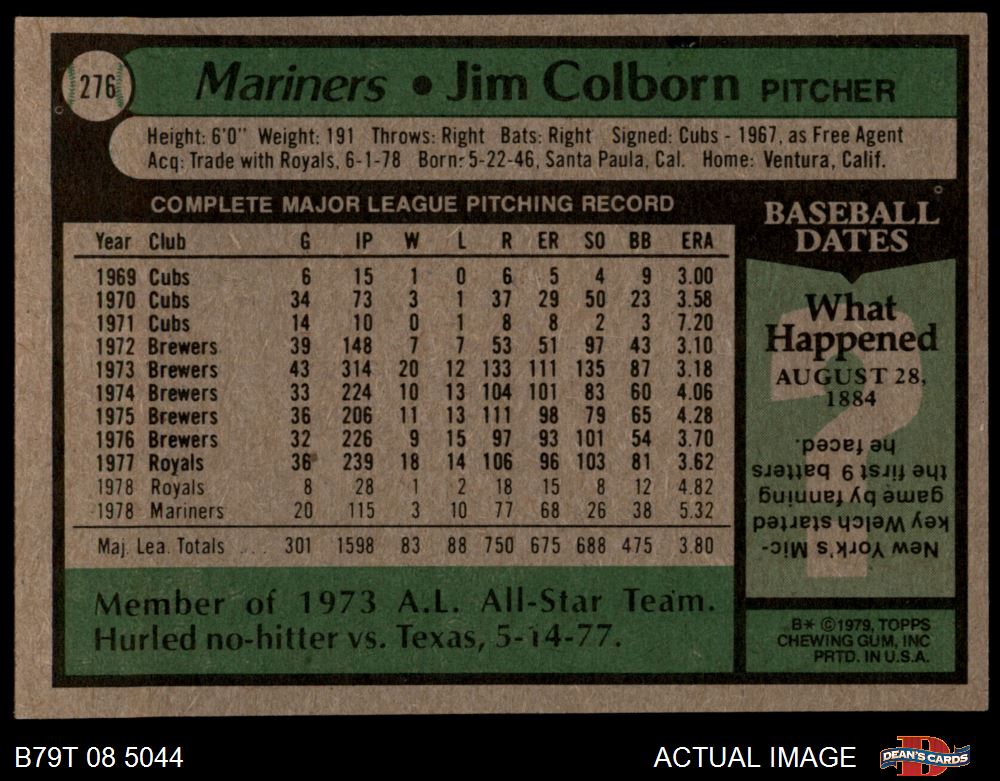 276
Mariners • Jim Colborn PITCHER
Height: 6'0" Weight: 191 Throws: Right Bats: Right Signed: Cubs - 1967, as Free Agent
Acq: Trade with Royals, 6-1-78 Born: 5-22-46, Santa Paula, Cal. Home: Ventura, Calif.
COMPLETE MAJOR LEAGUE PITCHING RECORD
Year Club G IP W L R ER SO BB ERA
1969 Cubs 6 15 1 0 6 5 4 9 3.00
1970 Cubs 34 73 3 1 37 29 50 23 3.58
1971 Cubs 14 10 0 1 8 8 2 3 7.20
1972 Brewers 39 148 7 7 53 51 97 43 3.10
1973 Brewers 43 314 20 12 133 111 135 87 3.18
1974 Brewers 33 224 10 13 104 101 83 60 4.06
1975 Brewers 36 206 11 13 111 98 79 65 4.28
1976 Brewers 32 226 9 15 97 93 101 54 3.70
1977 Royals 36 239 18 14 106 96 103 81 3.62
1978 Royals 8 28 1 2 18 15 8 12 4.82
1978 Mariners 20 115 3 10 77 68 26 38 5.32
Maj. Lea. Totals ... 301 1598 83 88 750 675 688 475 3.80
Member of 1973 A.L. All-Star Team.
Hurled no-hitter vs. Texas, 5-14-77.
BASEBALL
DATES
What
Happened
AUGUST 28,
1884
?
New York's Mic-
key Welch started
game by fanning
the first 9 batters
he faced.
B* ©1979, TOPPS
CHEWING GUM, INC
PRTD. IN U.S.A.
B79T 08 5044
ACTUAL IMAGE
D
DEAN'S CARDS